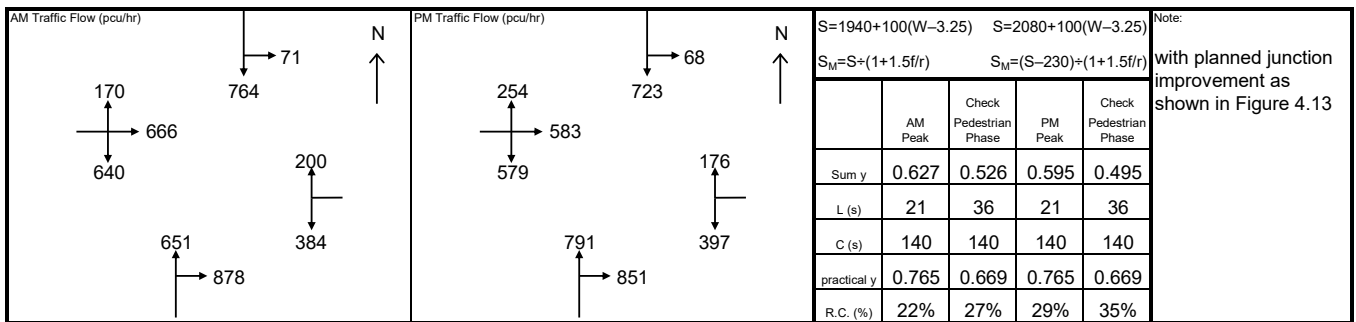 AM Traffic Flow (pcu/hr)
N
71
764
170
666
640
200
384
651
878
PM Traffic Flow (pcu/hr)
N
68
723
254
583
579
176
397
791
851
S=1940+100(W–3.25) S=2080+100(W–3.25)
S_M=S÷(1+1.5f/r) S_M=(S–230)÷(1+1.5f/r)
AM Peak Check Pedestrian Phase PM Peak Check Pedestrian Phase
Sum y 0.627 0.526 0.595 0.495
L (s) 21 36 21 36
C (s) 140 140 140 140
practical y 0.765 0.669 0.765 0.669
R.C. (%) 22% 27% 29% 35%
Note:
with planned junction
improvement as
shown in Figure 4.13